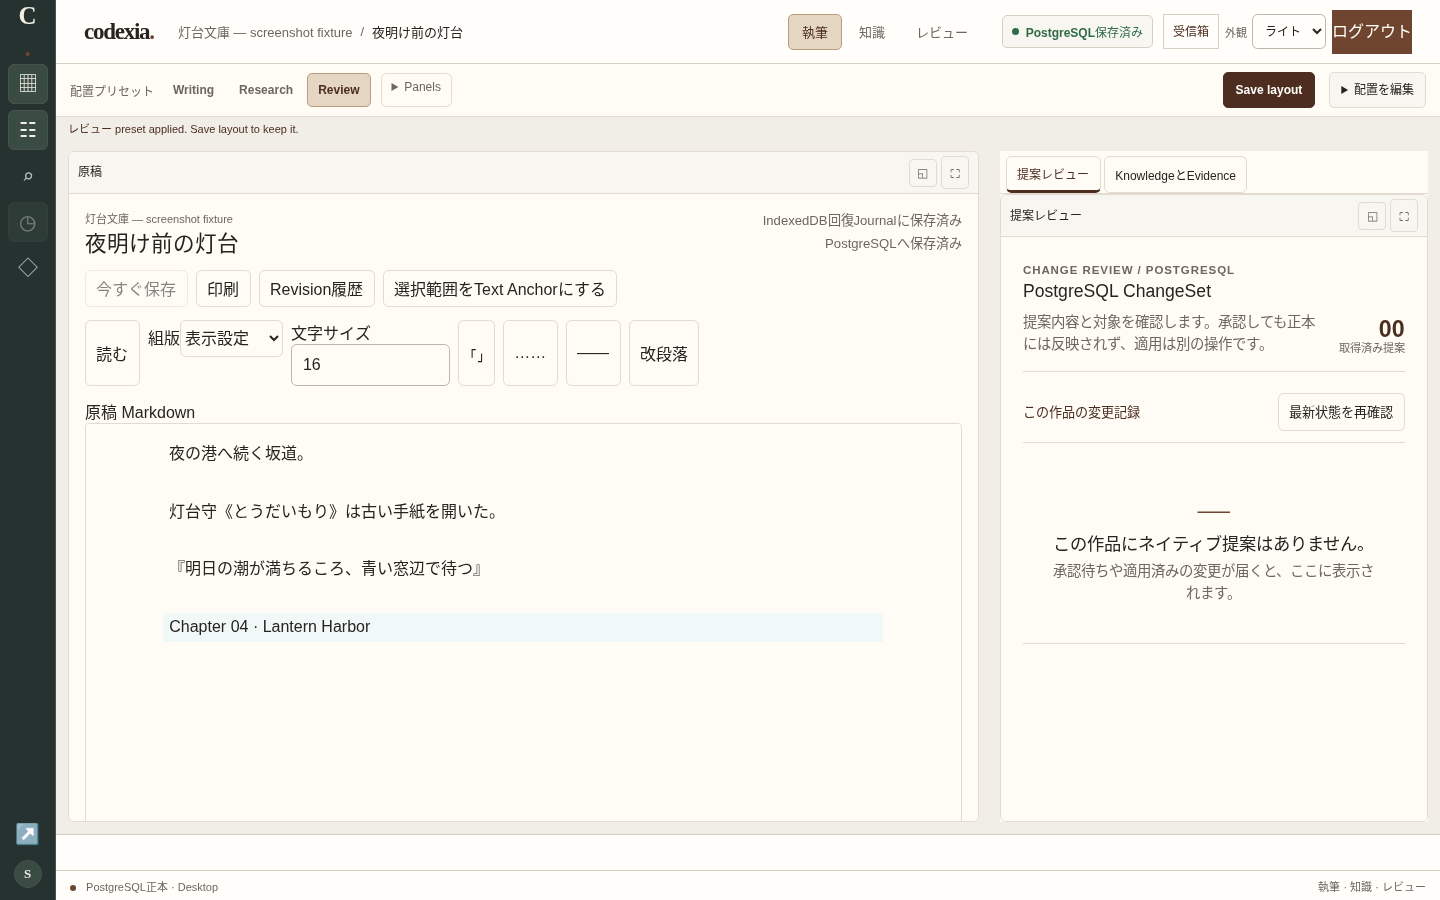 C
codexia.
灯台文庫 — screenshot fixture / 夜明け前の灯台
執筆
知識
レビュー
PostgreSQL保存済み
受信箱
外観
ライト
ログアウト
配置プリセット
Writing
Research
Review
Panels
Save layout
配置を編集
レビュー preset applied. Save layout to keep it.
原稿
灯台文庫 — screenshot fixture
夜明け前の灯台
IndexedDB回復Journalに保存済み
PostgreSQLへ保存済み
今すぐ保存
印刷
Revision履歴
選択範囲をText Anchorにする
読む
組版
表示設定
文字サイズ
16
「」
……
――
改段落
原稿 Markdown
夜の港へ続く坂道。
灯台守《とうだいもり》は古い手紙を開いた。
『明日の潮が満ちるころ、青い窓辺で待つ』
Chapter 04 · Lantern Harbor
提案レビュー
KnowledgeとEvidence
提案レビュー
CHANGE REVIEW / POSTGRESQL
PostgreSQL ChangeSet
提案内容と対象を確認します。承認しても正本
には反映されず、適用は別の操作です。
00
取得済み提案
この作品の変更記録
最新状態を再確認
この作品にネイティブ提案はありません。
承認待ちや適用済みの変更が届くと、ここに表示さ
れます。
S
PostgreSQL正本 · Desktop
執筆 · 知識 · レビュー